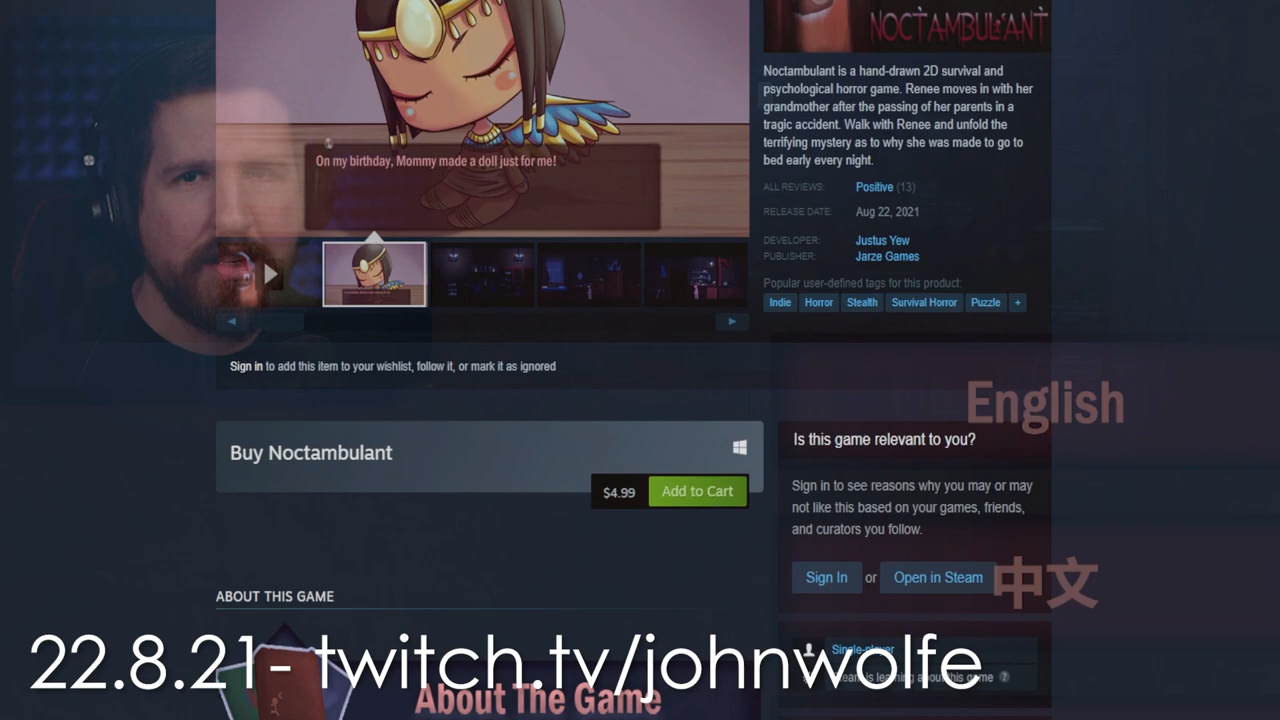 NOCTAMBULANT
Noctambulant is a hand-drawn 2D survival and
psychological horror game. Renee moves in with her
grandmother after the passing of her parents in a
tragic accident. Walk with Renee and unfold the
terrifying mystery as to why she was made to go to
bed early every night.
On my birthday, Mommy made a doll just for me!
ALL REVIEWS: Positive (13)
RELEASE DATE: Aug 22, 2021
DEVELOPER: Justus Yew
PUBLISHER: Jarze Games
Popular user-defined tags for this product:
Indie Horror Stealth Survival Horror Puzzle +
Sign in to add this item to your wishlist, follow it, or mark it as ignored
English
Buy Noctambulant
$4.99 Add to Cart
Is this game relevant to you?
Sign in to see reasons why you may or may
not like this based on your games, friends,
and curators you follow.
Sign In or Open in Steam
中文
ABOUT THIS GAME
Single-player
22.8.21- twitch.tv/johnwolfe
is learning about this game ?
About The Game